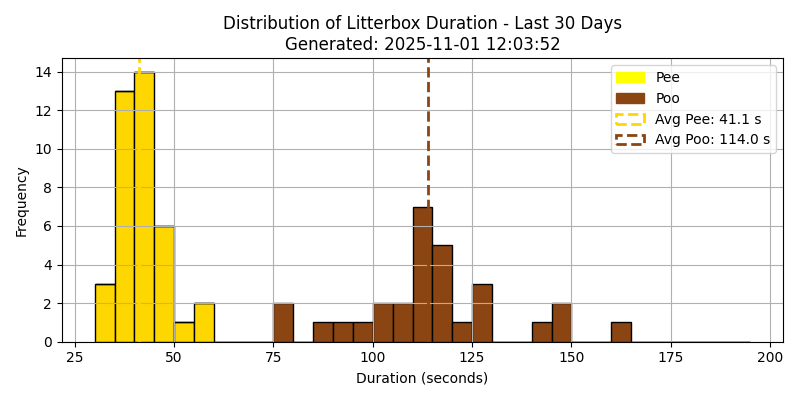 Distribution of Litterbox Duration - Last 30 Days
Generated: 2025-11-01 12:03:52
Pee
Poo
Avg Pee: 41.1 s
Avg Poo: 114.0 s
Frequency
14
12
10
8
6
4
2
0
25
50
75
100
125
150
175
200
Duration (seconds)